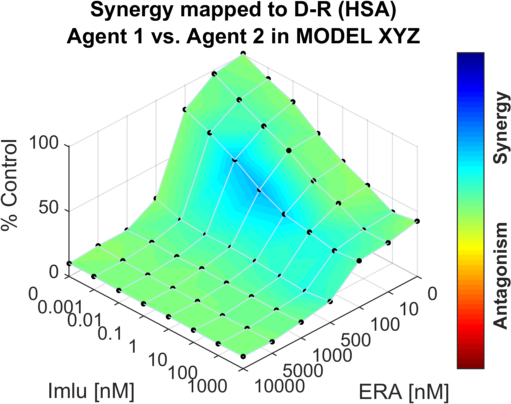 Synergy mapped to D-R (HSA)
Agent 1 vs. Agent 2 in MODEL XYZ
% Control
100
50
0
0
0.001
0.01
0.1
1
10
100
1000
Imlu [nM]
10000
5000
1000
500
100
10
0
ERA [nM]
Synergy
Antagonism